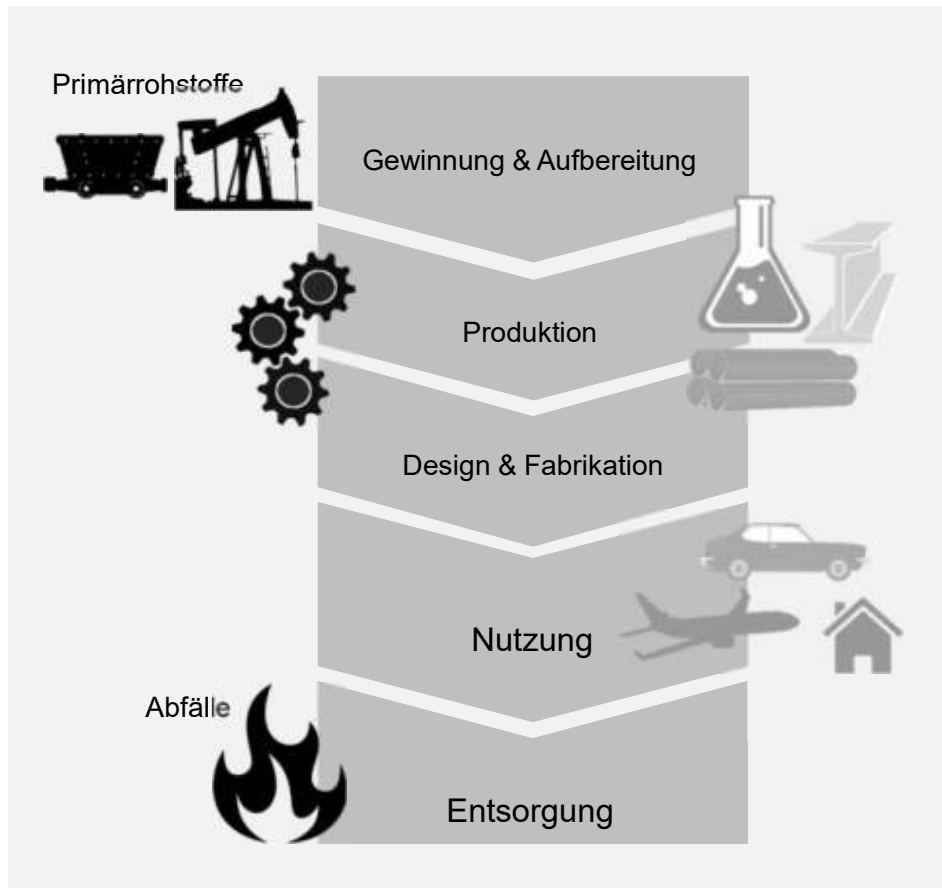 Primärrohstoffe
Gewinnung & Aufbereitung
Produktion
Design & Fabrikation
Nutzung
Abfälle
Entsorgung